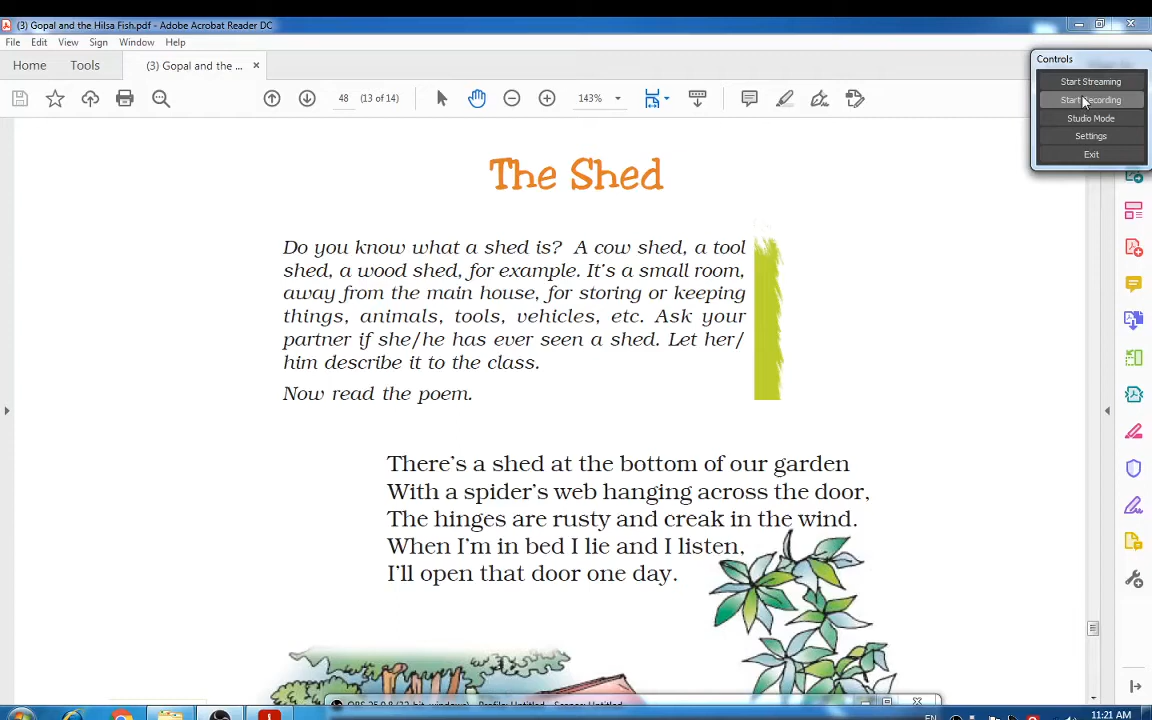 (3) Gopal and the Hilsa Fish.pdf - Adobe Acrobat Reader DC
File Edit View Sign Window Help
Home Tools (3) Gopal and the ... ×
Controls
Start Streaming
Start Recording
Studio Mode
Settings
Exit
48 (13 of 14) 143%
The Shed
Do you know what a shed is? A cow shed, a tool
shed, a wood shed, for example. It's a small room,
away from the main house, for storing or keeping
things, animals, tools, vehicles, etc. Ask your
partner if she/he has ever seen a shed. Let her/
him describe it to the class.
Now read the poem.
There's a shed at the bottom of our garden
With a spider's web hanging across the door,
The hinges are rusty and creak in the wind.
When I'm in bed I lie and I listen,
I'll open that door one day.
EN
11:21 AM